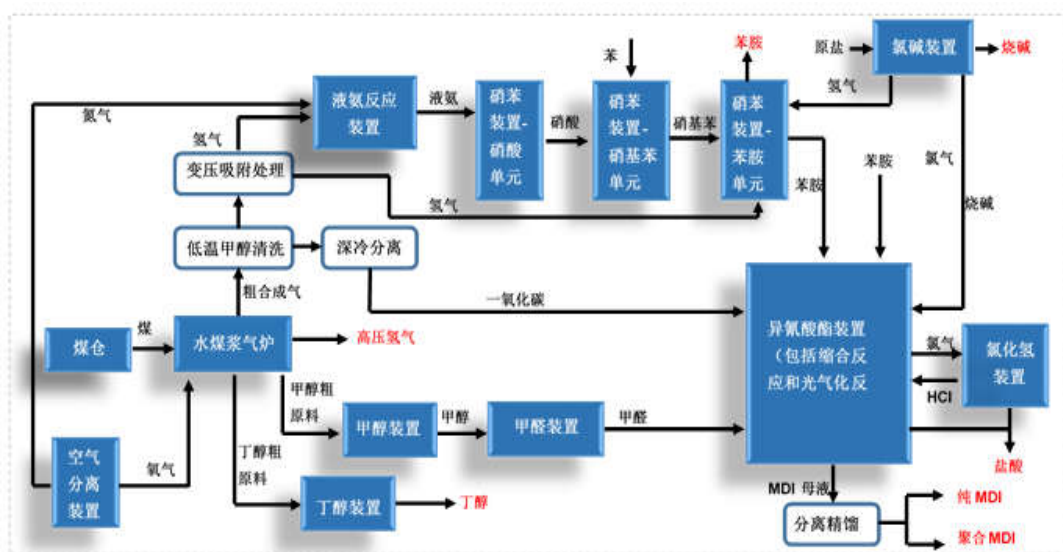 原盐
氯碱装置
烧碱
苯
苯胺
氢气
氮气
液氨反应
装置
液氨
硝苯
装置-
硝酸
单元
硝酸
硝苯
装置-
硝基苯
单元
硝基苯
硝苯
装置-
苯胺
单元
氢气
变压吸附处理
氢气
苯胺
苯胺
氯气
烧碱
低温甲醇清洗
深冷分离
粗合成气
一氧化碳
煤仓
煤
水煤浆气炉
高压氢气
异氰酸酯装置
（包括缩合反
应和光气化反
氯气
氯化氢
装置
HCl
甲醇粗
原料
甲醇装置
甲醇
甲醛装置
甲醛
盐酸
空气
分离
装置
氧气
丁醇粗
原料
丁醇装置
丁醇
MDI 母液
分离精馏
纯 MDI
聚合 MDI